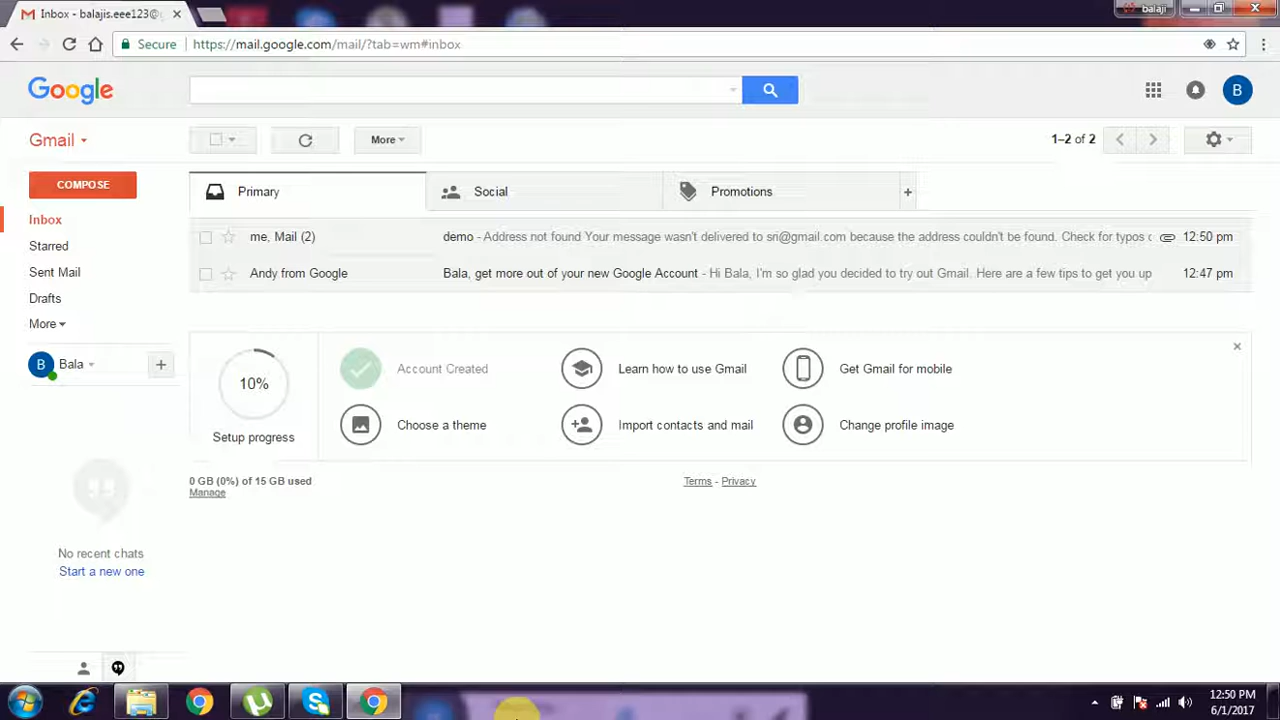 Inbox - balajis.eee123@g
balaji
Secure
https://mail.google.com/mail/?tab=wm#inbox
Google
B
Gmail
More
1–2 of 2
COMPOSE
Primary
Social
Promotions
+
Inbox
Starred
Sent Mail
Drafts
More
me, Mail (2)
demo - Address not found Your message wasn't delivered to sri@gmail.com because the address couldn't be found. Check for typos c
12:50 pm
Andy from Google
Bala, get more out of your new Google Account - Hi Bala, I'm so glad you decided to try out Gmail. Here are a few tips to get you up
12:47 pm
B
Bala
+
10%
Setup progress
Account Created
Learn how to use Gmail
Get Gmail for mobile
Choose a theme
Import contacts and mail
Change profile image
0 GB (0%) of 15 GB used
Manage
Terms - Privacy
No recent chats
Start a new one
12:50 PM
6/1/2017